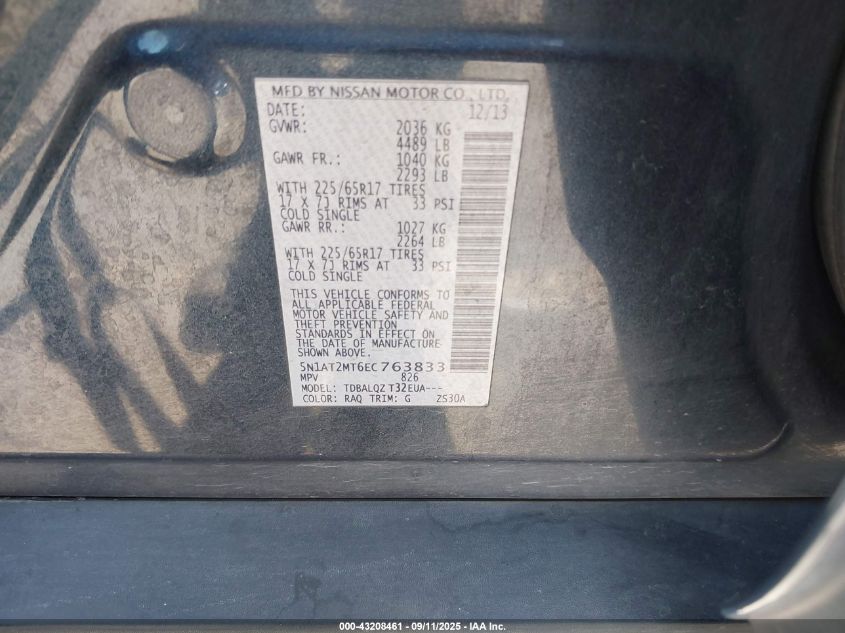 MFD BY NISSAN MOTOR CO., LTD.
DATE: 12/13
GVWR: 2036 KG
4489 LB
GAWR FR.: 1040 KG
2293 LB
WITH 225/65R17 TIRES
17 X 7J RIMS AT 33 PSI
COLD SINGLE
GAWR RR.: 1027 KG
2264 LB
WITH 225/65R17 TIRES
17 X 7J RIMS AT 33 PSI
COLD SINGLE
THIS VEHICLE CONFORMS TO
ALL APPLICABLE FEDERAL
MOTOR VEHICLE SAFETY AND
THEFT PREVENTION
STANDARDS IN EFFECT ON
THE DATE OF MANUFACTURE
SHOWN ABOVE.
5N1AT2MT6EC763833
MPV 826
MODEL: TDBALQZ T32EUA---
COLOR: RAQ TRIM: G ZS30A
000-43208461 - 09/11/2025 - IAA Inc.